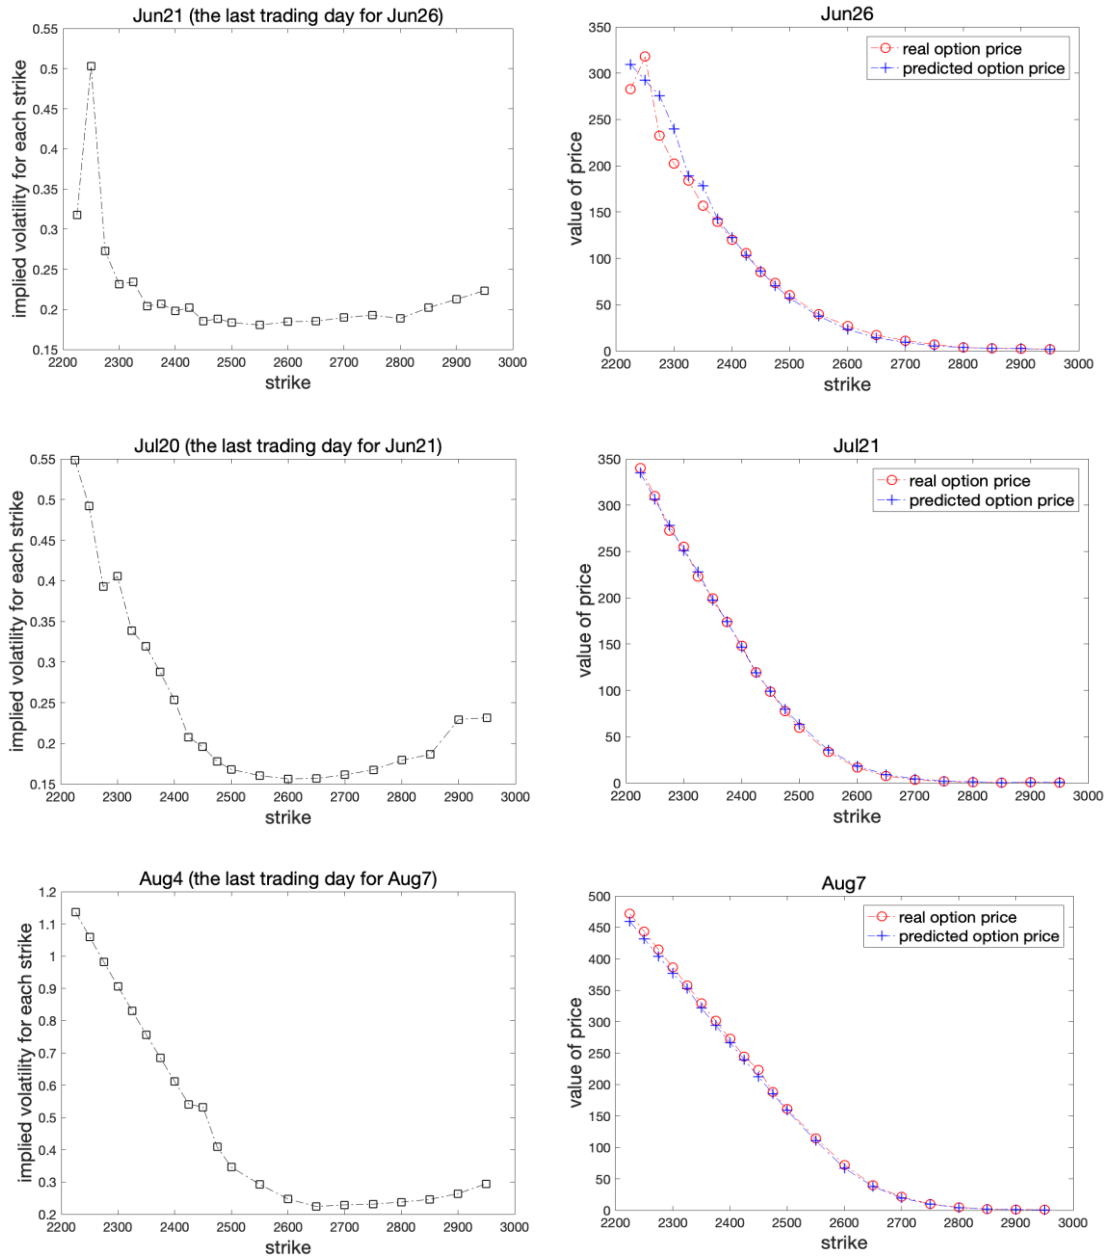 Jun21 (the last trading day for Jun26)
implied volatility for each strike
0.55
0.5
0.45
0.4
0.35
0.3
0.25
0.2
0.15
2200 2300 2400 2500 2600 2700 2800 2900 3000
strike
Jun26
real option price
predicted option price
value of price
350
300
250
200
150
100
50
0
2200 2300 2400 2500 2600 2700 2800 2900 3000
strike
Jul20 (the last trading day for Jun21)
implied volatility for each strike
0.55
0.5
0.45
0.4
0.35
0.3
0.25
0.2
0.15
2200 2300 2400 2500 2600 2700 2800 2900 3000
strike
Jul21
real option price
predicted option price
value of price
350
300
250
200
150
100
50
0
2200 2300 2400 2500 2600 2700 2800 2900 3000
strike
Aug4 (the last trading day for Aug7)
implied volatility for each strike
1.2
1.1
1
0.9
0.8
0.7
0.6
0.5
0.4
0.3
0.2
2200 2300 2400 2500 2600 2700 2800 2900 3000
strike
Aug7
real option price
predicted option price
value of price
500
450
400
350
300
250
200
150
100
50
0
2200 2300 2400 2500 2600 2700 2800 2900 3000
strike